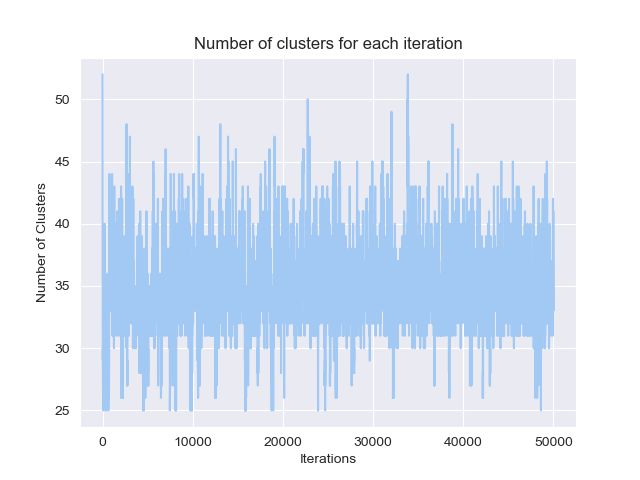 Number of clusters for each iteration
50
45
40
35
30
25
Number of Clusters
0 10000 20000 30000 40000 50000
Iterations